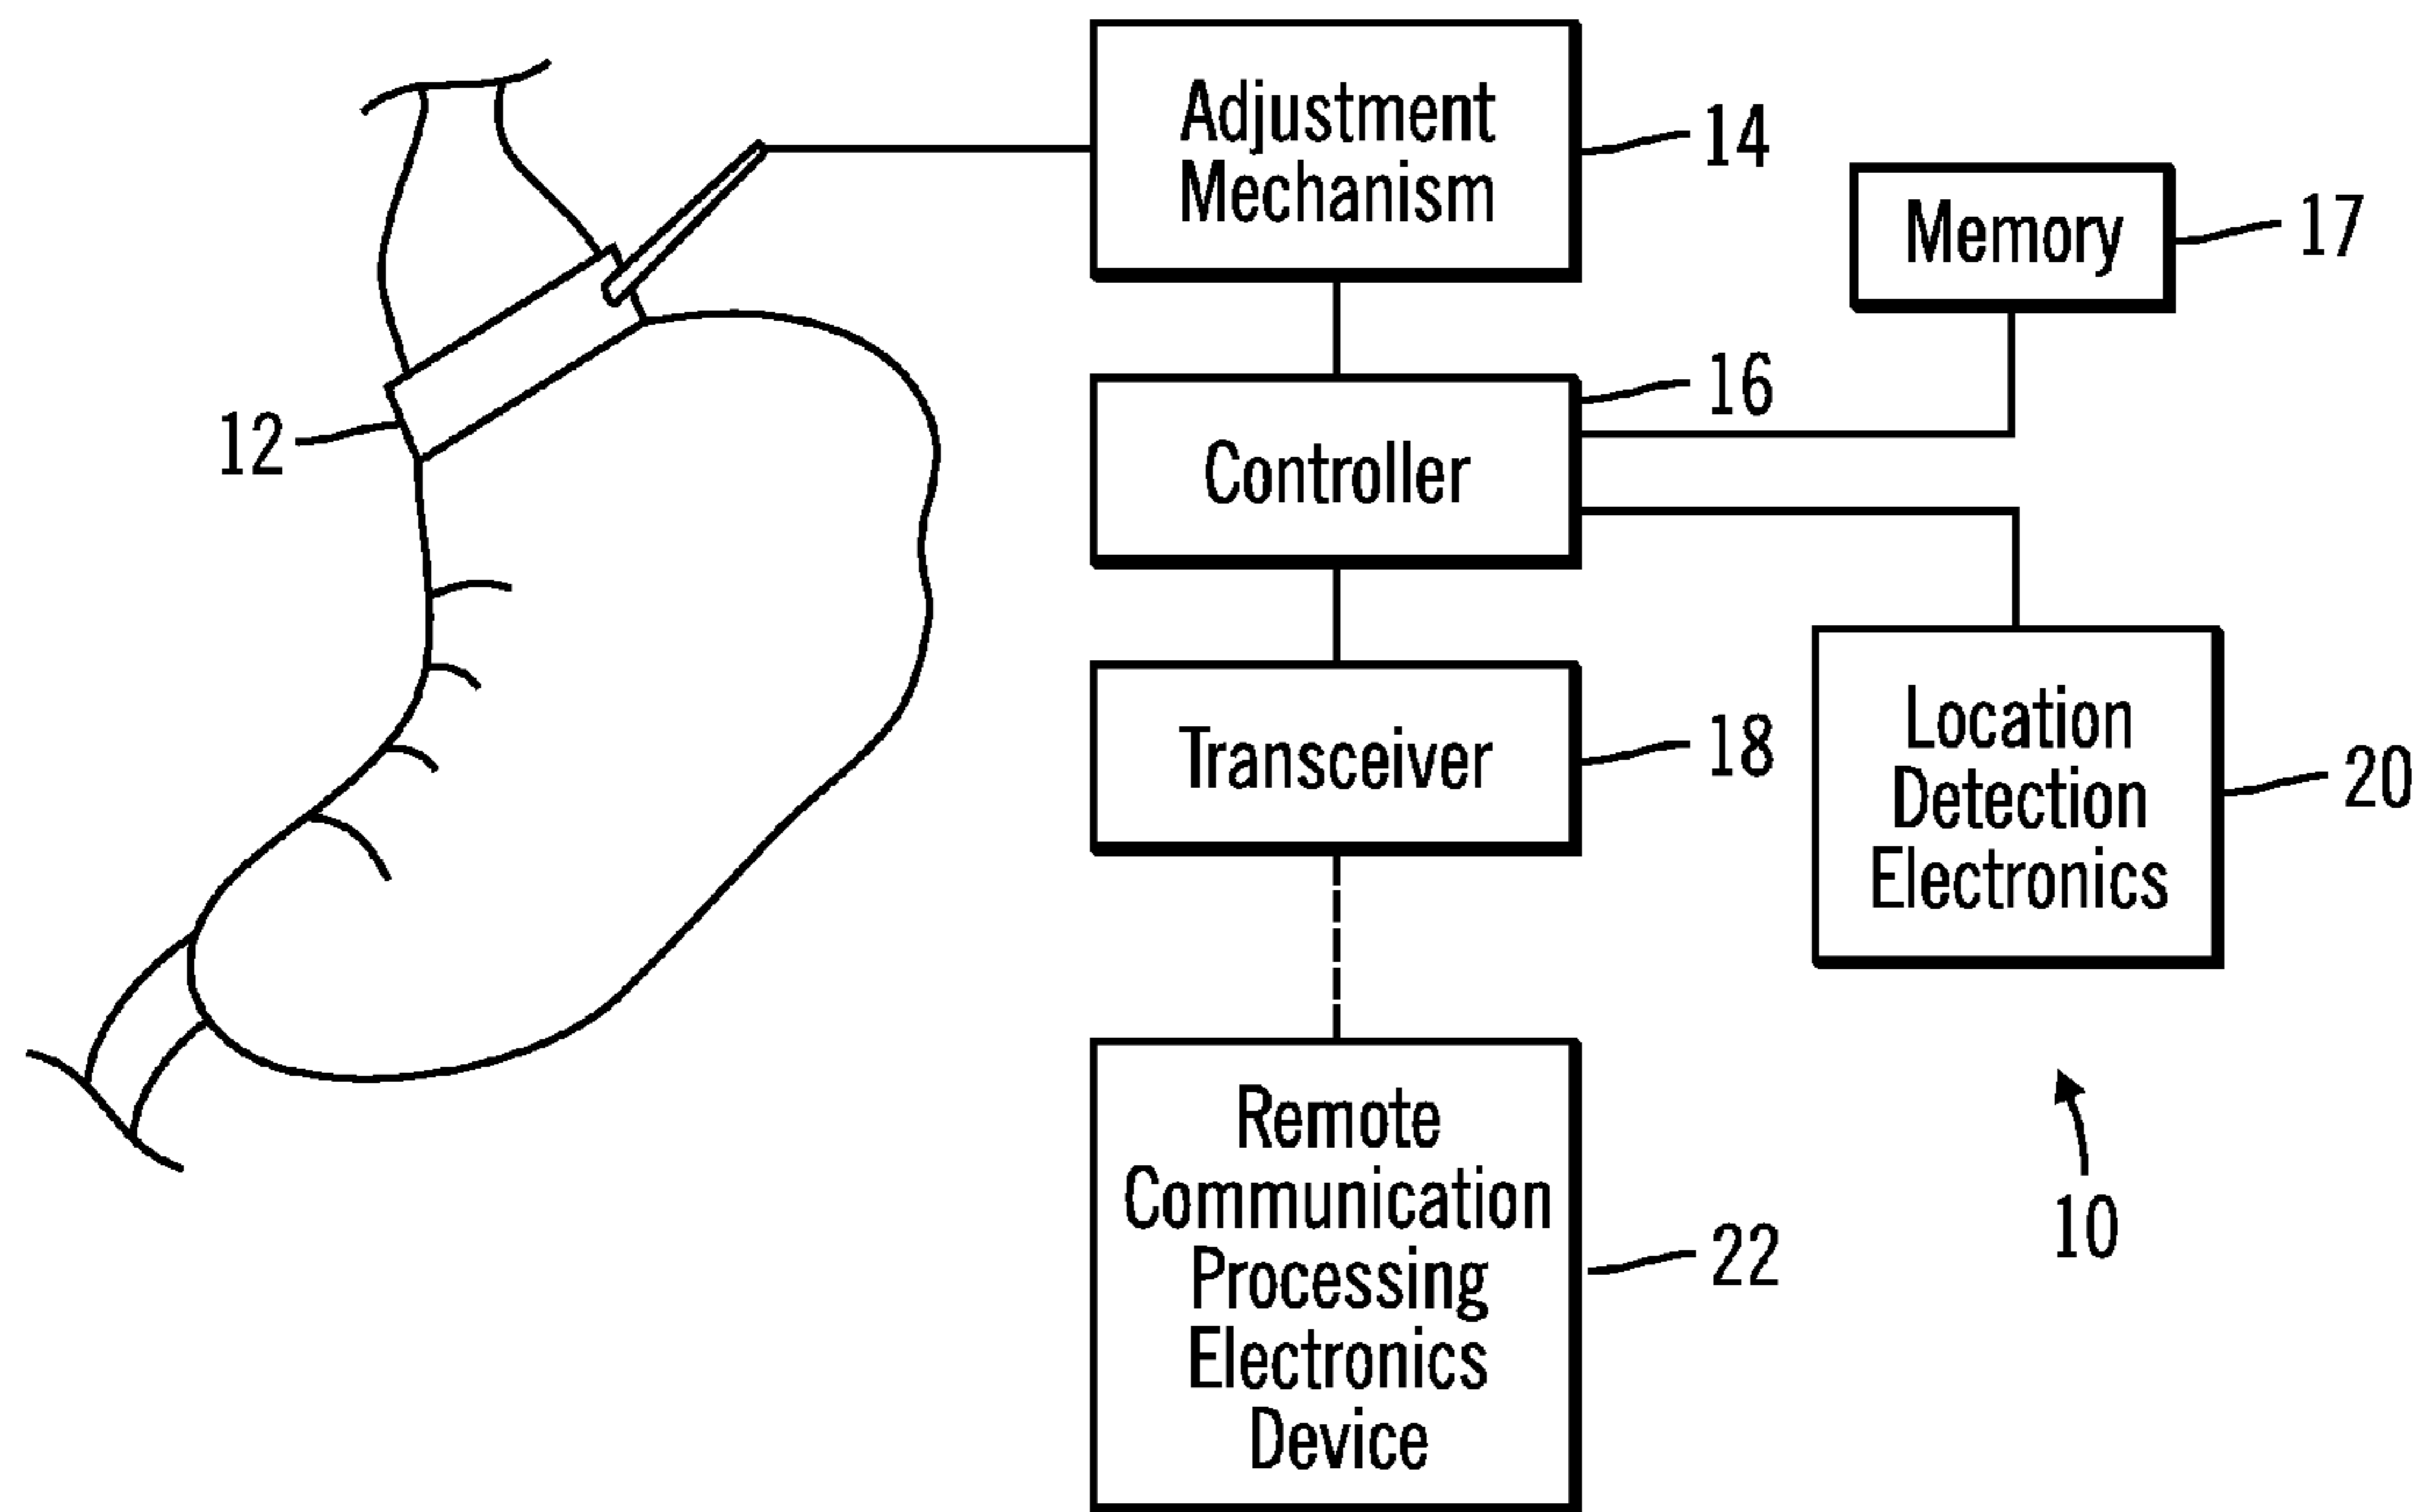 Adjustment
Mechanism
14
Memory
17
16
Controller
12
Transceiver
18
Location
Detection
Electronics
20
Remote
Communication
Processing
Electronics
Device
22
10